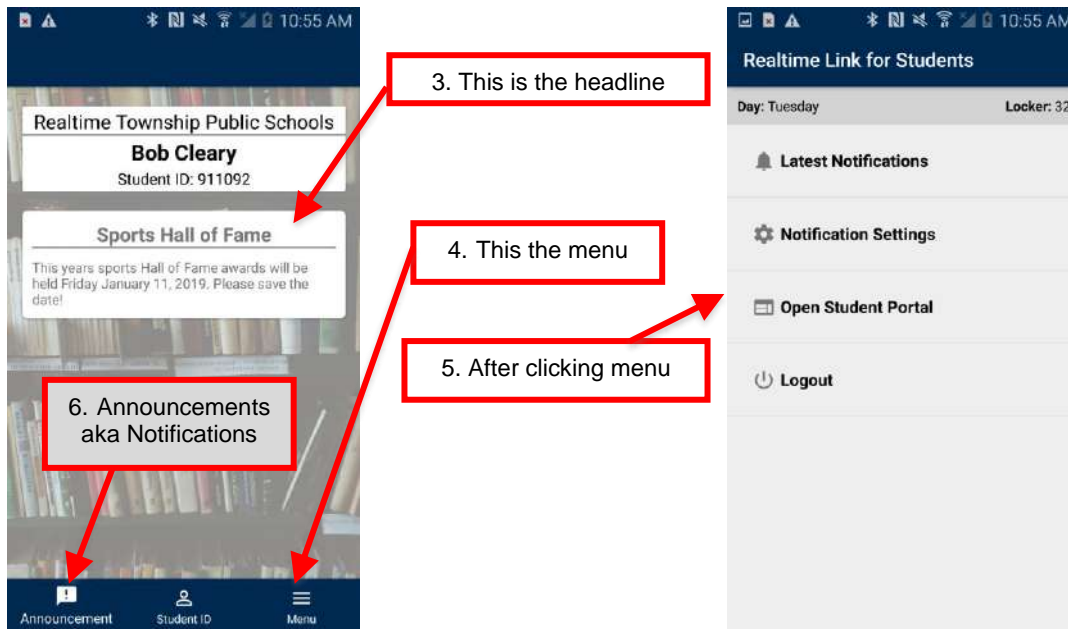 10:55 AM
Realtime Township Public Schools
Bob Cleary
Student ID: 911092
Sports Hall of Fame
This years sports Hall of Fame awards will be
held Friday January 11, 2019. Please save the
date!
6. Announcements
aka Notifications
Announcement
Student ID
Menu
3. This is the headline
4. This the menu
5. After clicking menu
10:55 AM
Realtime Link for Students
Day: Tuesday
Locker: 32
Latest Notifications
Notification Settings
Open Student Portal
Logout